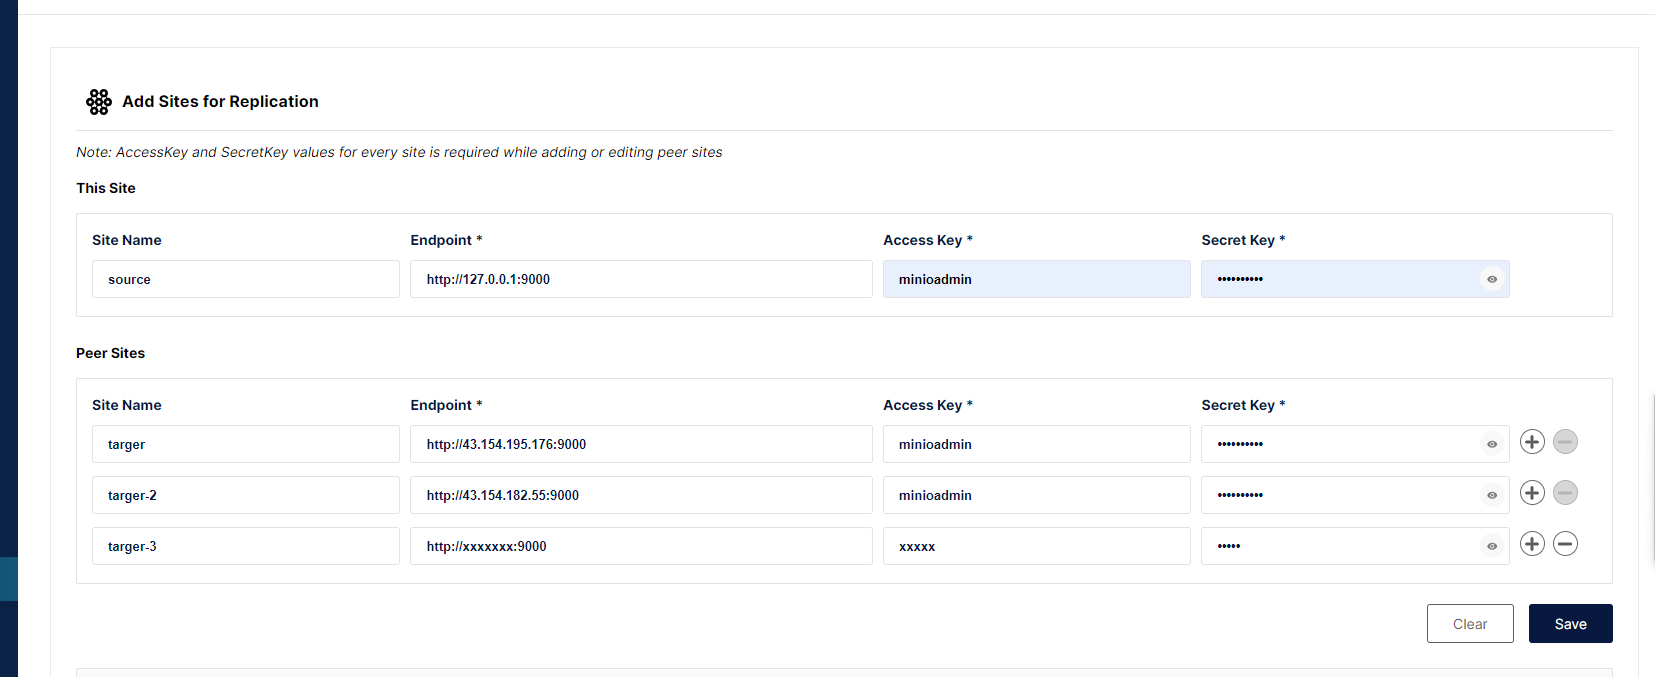 Add Sites for Replication
Note: AccessKey and SecretKey values for every site is required while adding or editing peer sites
This Site
Site Name Endpoint * Access Key * Secret Key *
source http://127.0.0.1:9000 minioadmin ••••••••••
Peer Sites
Site Name Endpoint * Access Key * Secret Key *
targer http://43.154.195.176:9000 minioadmin ••••••••••
targer-2 http://43.154.182.55:9000 minioadmin ••••••••••
targer-3 http://xxxxxxx:9000 xxxxx •••••
Clear Save